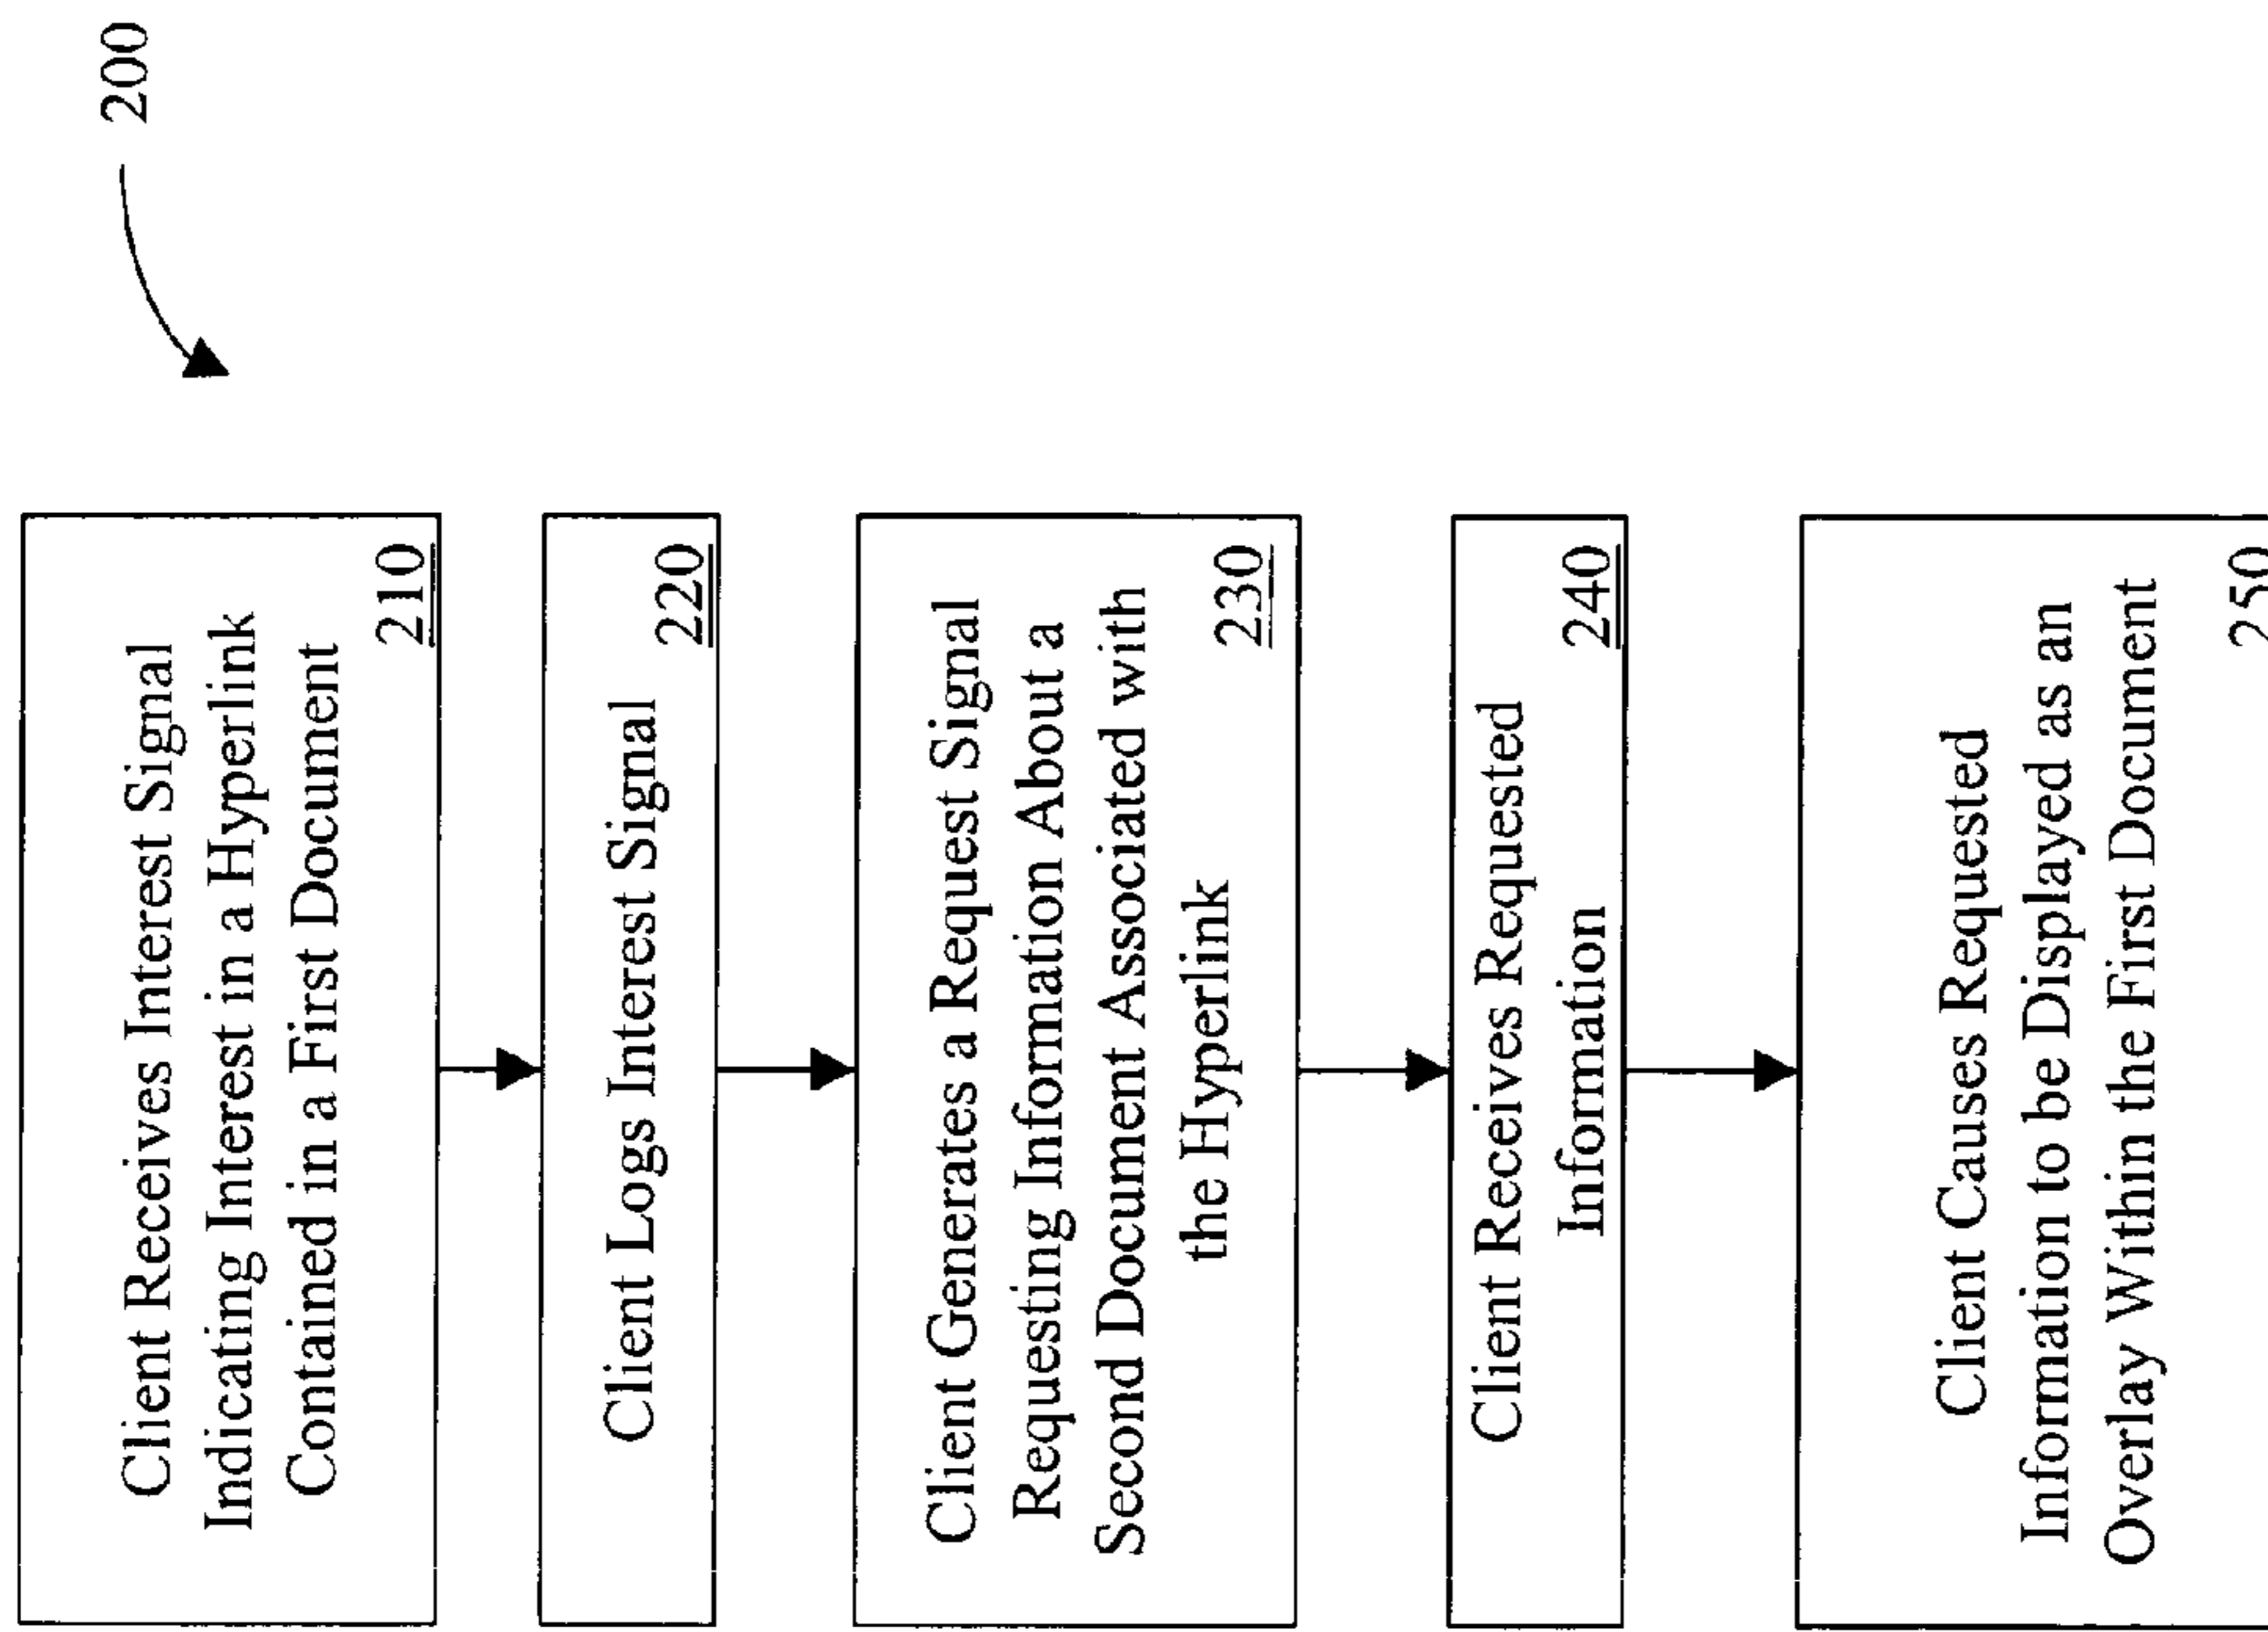 200
Client Receives Interest Signal
Indicating Interest in a Hyperlink
Contained in a First Document
210
Client Logs Interest Signal
220
Client Generates a Request Signal
Requesting Information About a
Second Document Associated with
the Hyperlink
230
Client Receives Requested
Information
240
Client Causes Requested
Information to be Displayed as an
Overlay Within the First Document
250